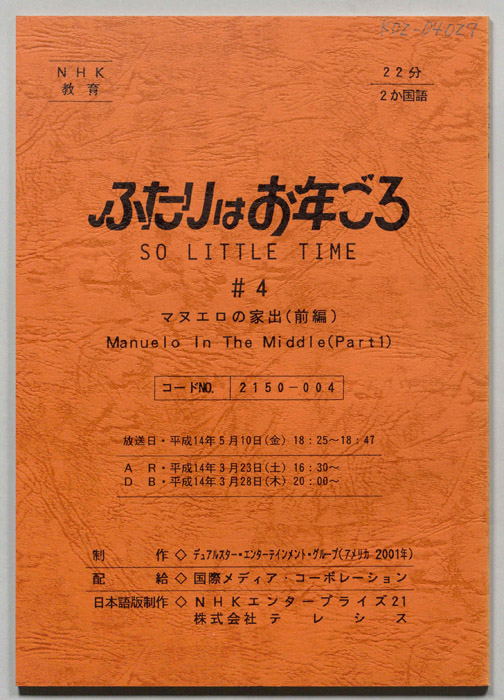 KDZ-04029
NHK
教育
22分
2か国語
ふたりはお年ごろ
SO LITTLE TIME
#4
マヌエロの家出(前編)
Manuelo In The Middle(Part1)
コードNO. 2150-004
放送日・平成14年5月10日(金) 18:25~18:47
AR・平成14年3月23日(土) 16:30~
DB・平成14年3月28日(木) 20:00~
制作◇デュアルスター・エンターテインメント・グループ(アメリカ 2001年)
配給◇国際メディア・コーポレーション
日本語版制作◇NHKエンタープライズ21
株式会社テレシス